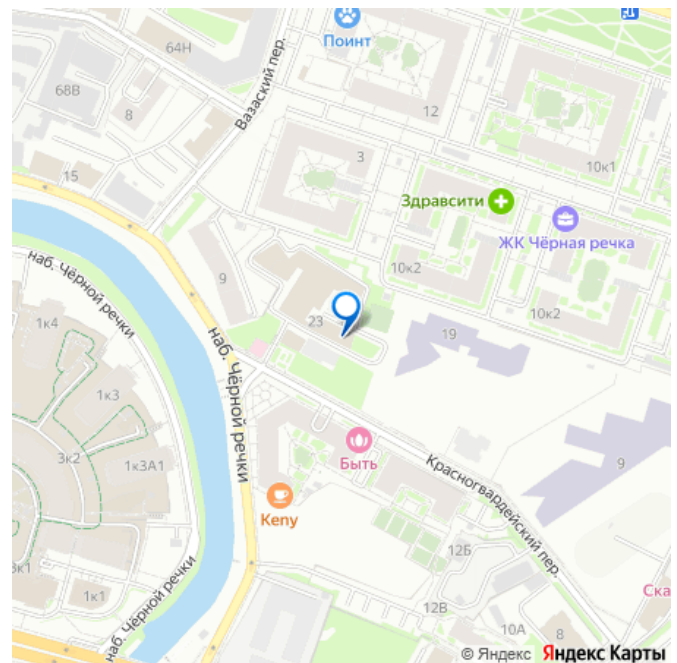 64Н
Поинт
Вазаский пер.
68В
8
12
3
10к1
15
Здравсити
ЖК Чёрная речка
наб. Чёрной речки
9
10к2
1к4
23
10к2
19
наб. Чёрной речки
1к3
3к2
1к3А1
Быть
Красногвардейский пер.
9
Keny
12Б
3к1
1к1
наб. Чёрной речки
12В
10А
8
Ска
© Яндекс Яндекс Карты